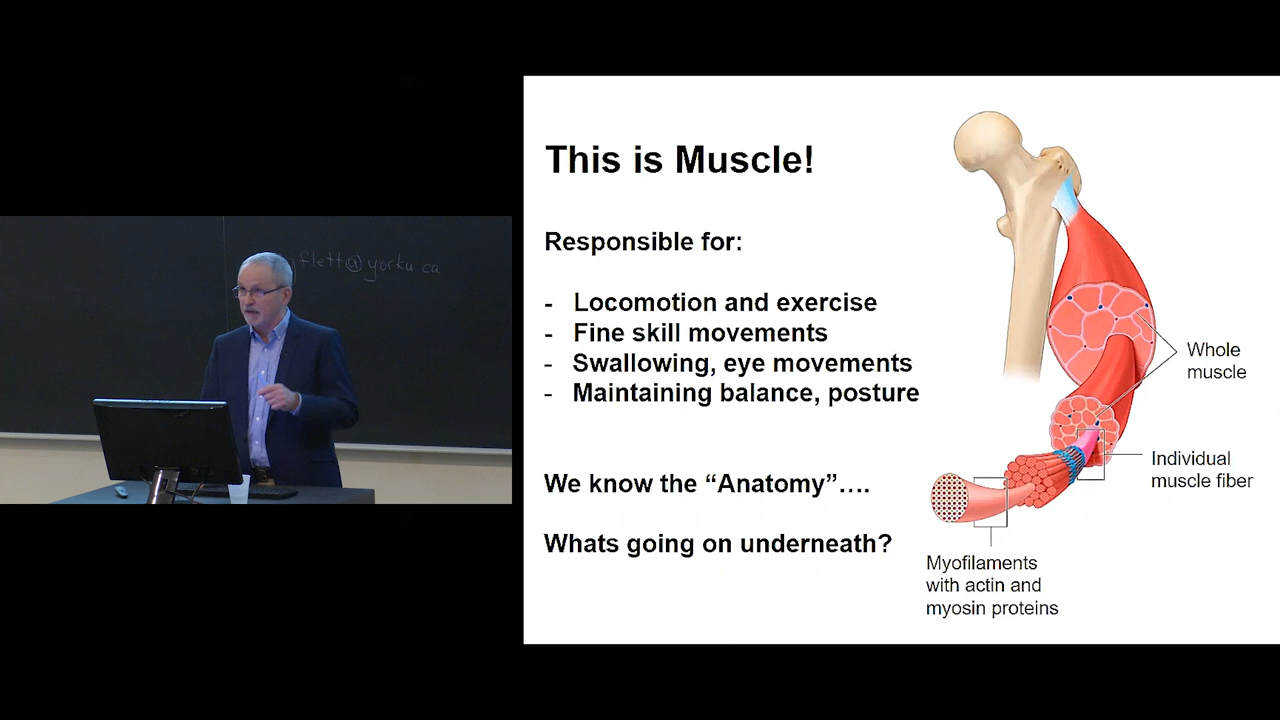 flett@yorku.ca
This is Muscle!
Responsible for:
- Locomotion and exercise
- Fine skill movements
- Swallowing, eye movements
- Maintaining balance, posture
We know the “Anatomy”….
Whats going on underneath?
Whole
muscle
Individual
muscle fiber
Myofilaments
with actin and
myosin proteins